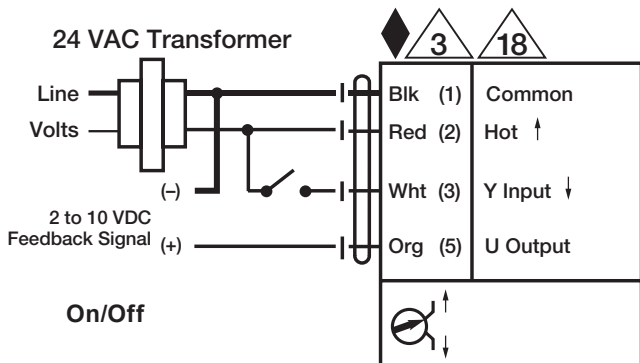 24 VAC Transformer
3
18
Line
Volts
Blk (1) Common
Red (2) Hot
(–)
Wht (3) Y Input
2 to 10 VDC
Feedback Signal (+)
Org (5) U Output
On/Off